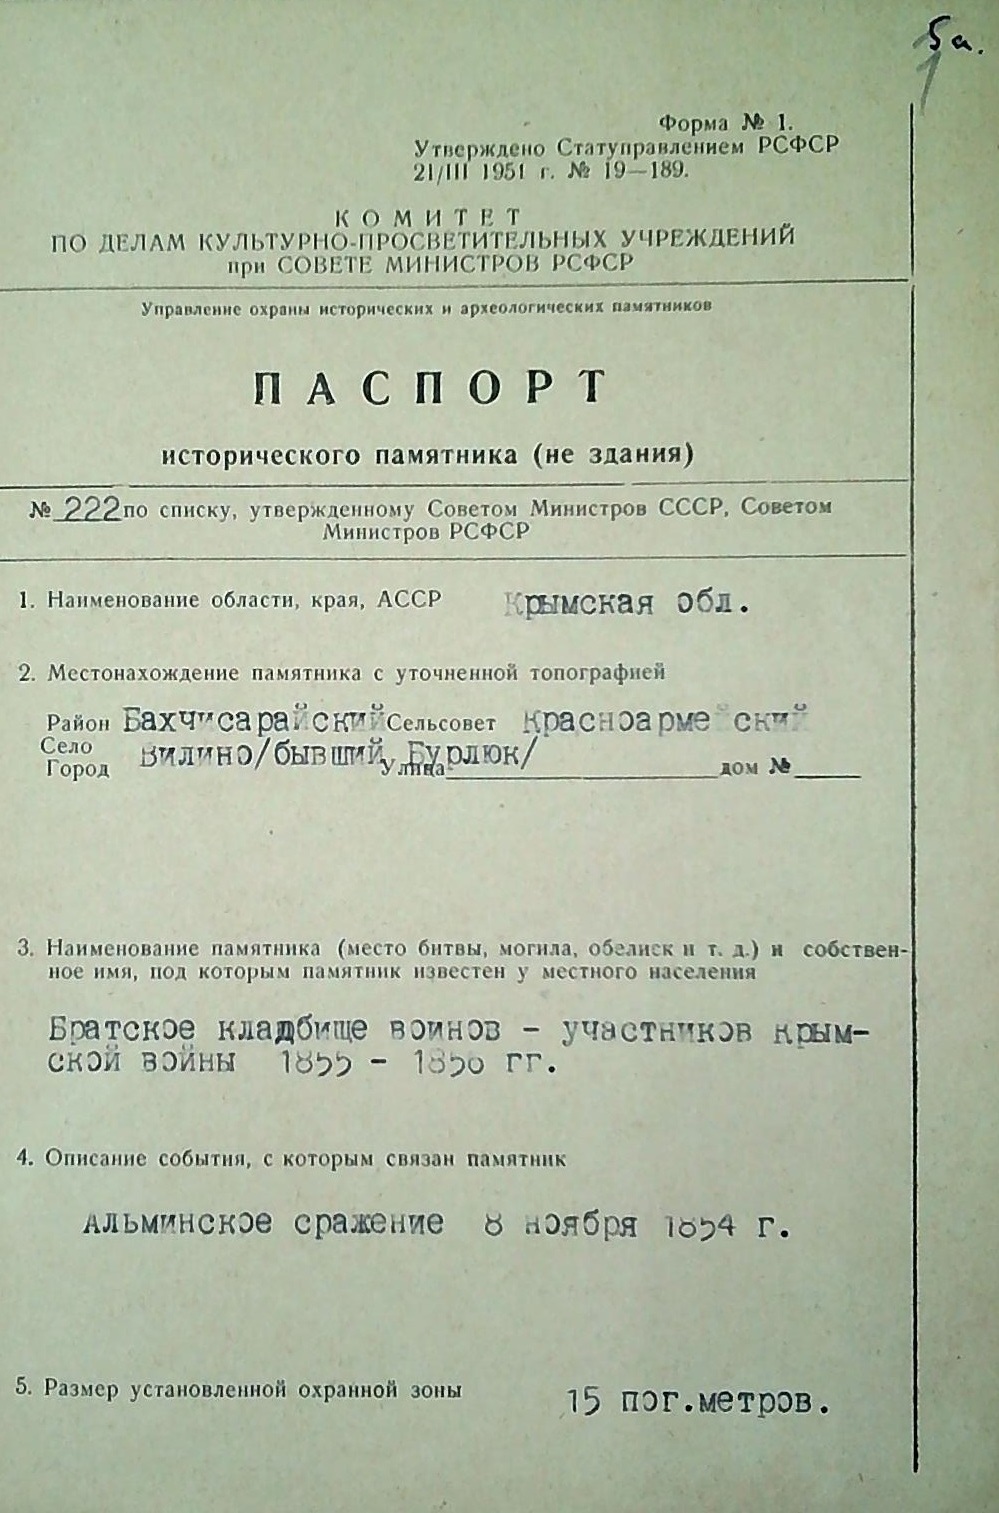 5а.
Форма № 1.
Утверждено Статуправлением РСФСР
21/III 1951 г. № 19—189.
КОМИТЕТ
ПО ДЕЛАМ КУЛЬТУРНО-ПРОСВЕТИТЕЛЬНЫХ УЧРЕЖДЕНИЙ
при СОВЕТЕ МИНИСТРОВ РСФСР
Управление охраны исторических и археологических памятников
ПАСПОРТ
исторического памятника (не здания)
№ 222 по списку, утвержденному Советом Министров СССР, Советом
Министров РСФСР
1. Наименование области, края, АССР Крымская обл.
2. Местонахождение памятника с уточненной топографией
Район Бахчисарайский Сельсовет Красноармейский
Село
Город Вилино/бывший Бурлюк/ Улица дом №
3. Наименование памятника (место битвы, могила, обелиск и т. д.) и собствен-
ное имя, под которым памятник известен у местного населения
Братское кладбище воинов - участников крым-
ской войны 1855 - 1856 гг.
4. Описание события, с которым связан памятник
Альминское сражение 8 ноября 1854 г.
5. Размер установленной охранной зоны 15 пог.метров.